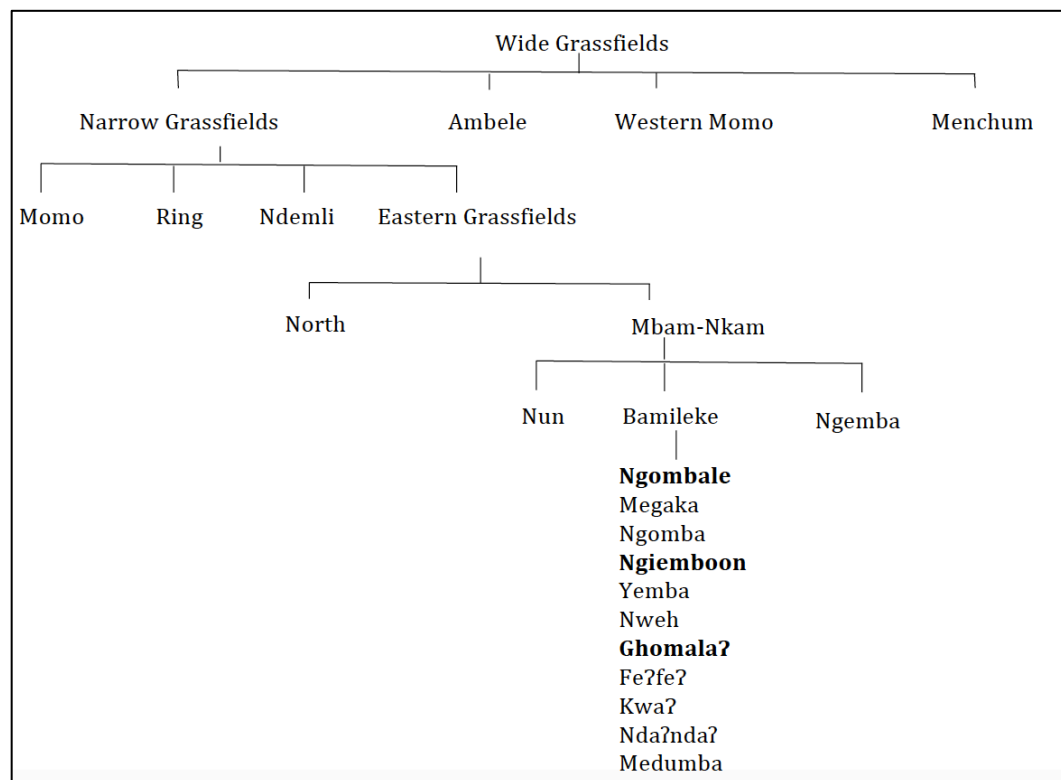 Wide Grassfields
Narrow Grassfields Ambele Western Momo Menchum
Momo Ring Ndemli Eastern Grassfields
North Mbam-Nkam
Nun Bamileke Ngemba
Ngombale
Megaka
Ngomba
Ngiemboon
Yemba
Nweh
Ghomalaʔ
Feʔfeʔ
Kwaʔ
Ndaʔndaʔ
Medumba